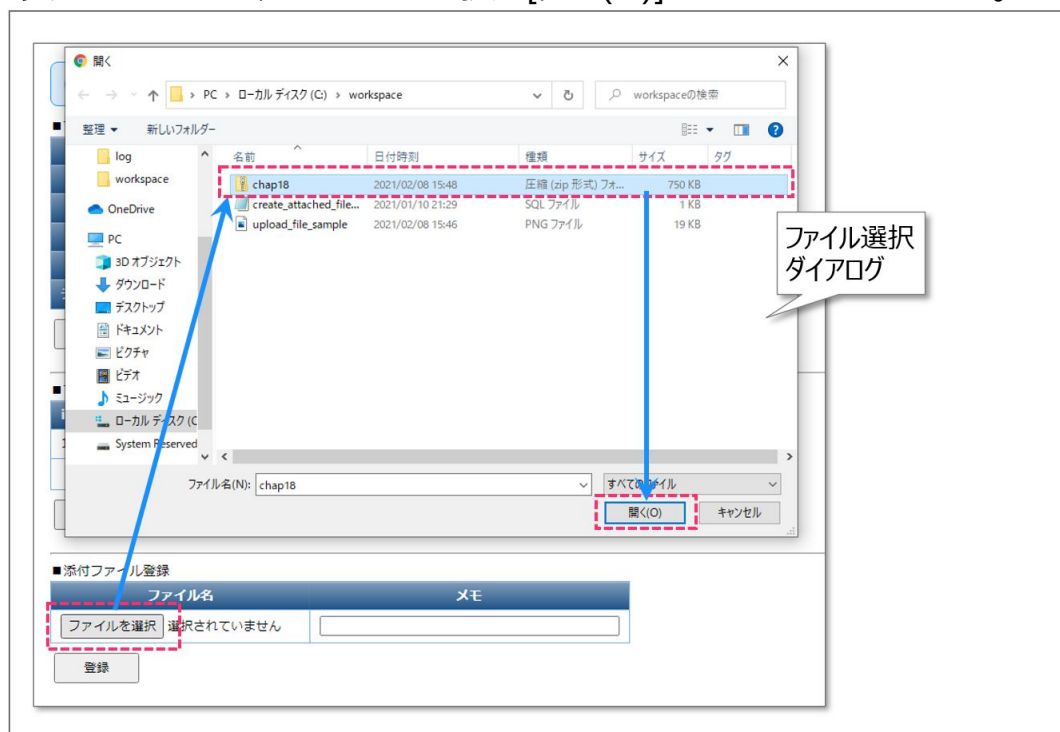 開く
PC › ローカル ディスク (C:) › workspace
workspaceの検索
整理 新しいフォルダー
log
workspace
OneDrive
PC
3D オブジェクト
ダウンロード
デスクトップ
ドキュメント
ピクチャ
ビデオ
ミュージック
ローカル ディスク (C
System Reserved
名前 日付時刻 種類 サイズ タグ
chap18 2021/02/08 15:48 圧縮 (zip 形式) フォ... 750 KB
create_attached_file... 2021/01/10 21:29 SQL ファイル 1 KB
upload_file_sample 2021/02/08 15:46 PNG ファイル 19 KB
ファイル選択
ダイアログ
ファイル名(N): chap18 すべてのファイル
開く(O) キャンセル
■添付ファイル登録
ファイル名 メモ
ファイルを選択 選択されていません
登録